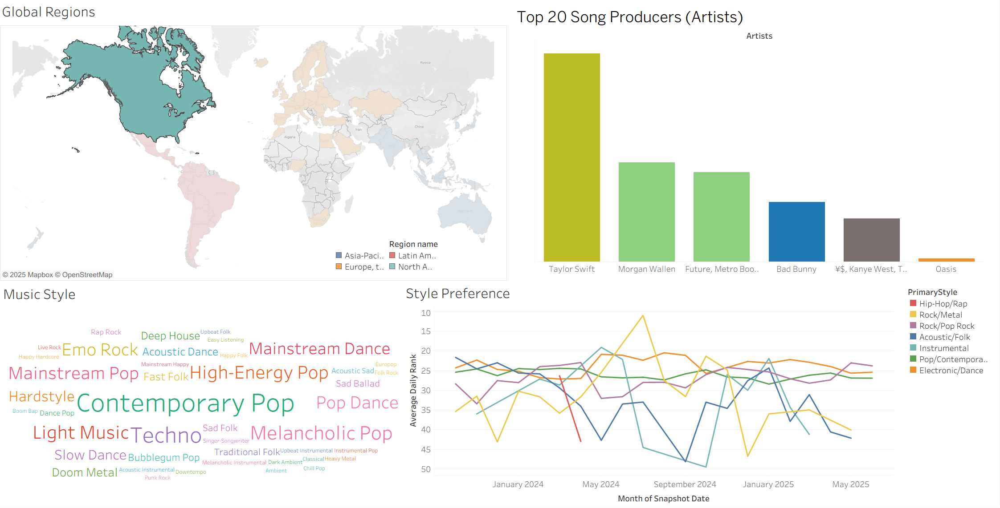 Global Regions
Russia
China
Iran
Algeria
Region name
Asia-Paci..
Latin Am..
Europe, t..
North A..
© 2025 Mapbox © OpenStreetMap
Top 20 Song Producers (Artists)
Artists
Taylor Swift
Morgan Wallen
Future, Metro Boo..
Bad Bunny
¥$, Kanye West, T..
Oasis
Music Style
Rap Rock
Deep House
Upbeat Folk
Easy Listening
Live Rock
Emo Rock
Acoustic Dance
Happy Folk
Mainstream Dance
Happy Hardcore
Mainstream Happy
Europop
Mainstream Pop
Fast Folk
High-Energy Pop
Acoustic Sad
Folk Rock
Sad Ballad
Hardstyle
Contemporary Pop
Pop Dance
Boom Bap
Dance Pop
Light Music
Techno
Sad Folk
Singer-Songwriter
Melancholic Pop
Slow Dance
Bubblegum Pop
Traditional Folk
Upbeat Instrumental
Instrumental Pop
Melancholic Instrumental
Dark Ambient
Classical
Heavy Metal
Doom Metal
Acoustic Instrumental
Downtempo
Ambient
Chill Pop
Punk Rock
Style Preference
Average Daily Rank
10
15
20
25
30
35
40
45
50
January 2024
May 2024
September 2024
January 2025
May 2025
Month of Snapshot Date
PrimaryStyle
Hip-Hop/Rap
Rock/Metal
Rock/Pop Rock
Acoustic/Folk
Instrumental
Pop/Contempora..
Electronic/Dance